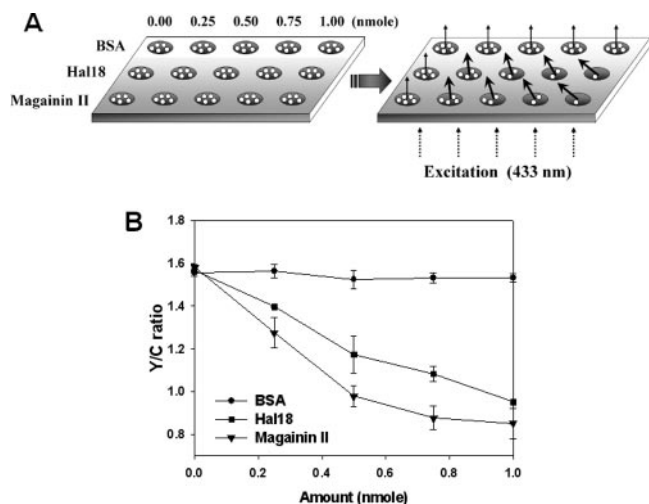 A
0.00 0.25 0.50 0.75 1.00 (nmole)
BSA
Hal18
Magainin II
Excitation (433 nm)
B
1.8
1.6
1.4
1.2
1.0
0.8
Y/C ratio
BSA
Hal18
Magainin II
0.0 0.2 0.4 0.6 0.8 1.0
Amount (nmole)